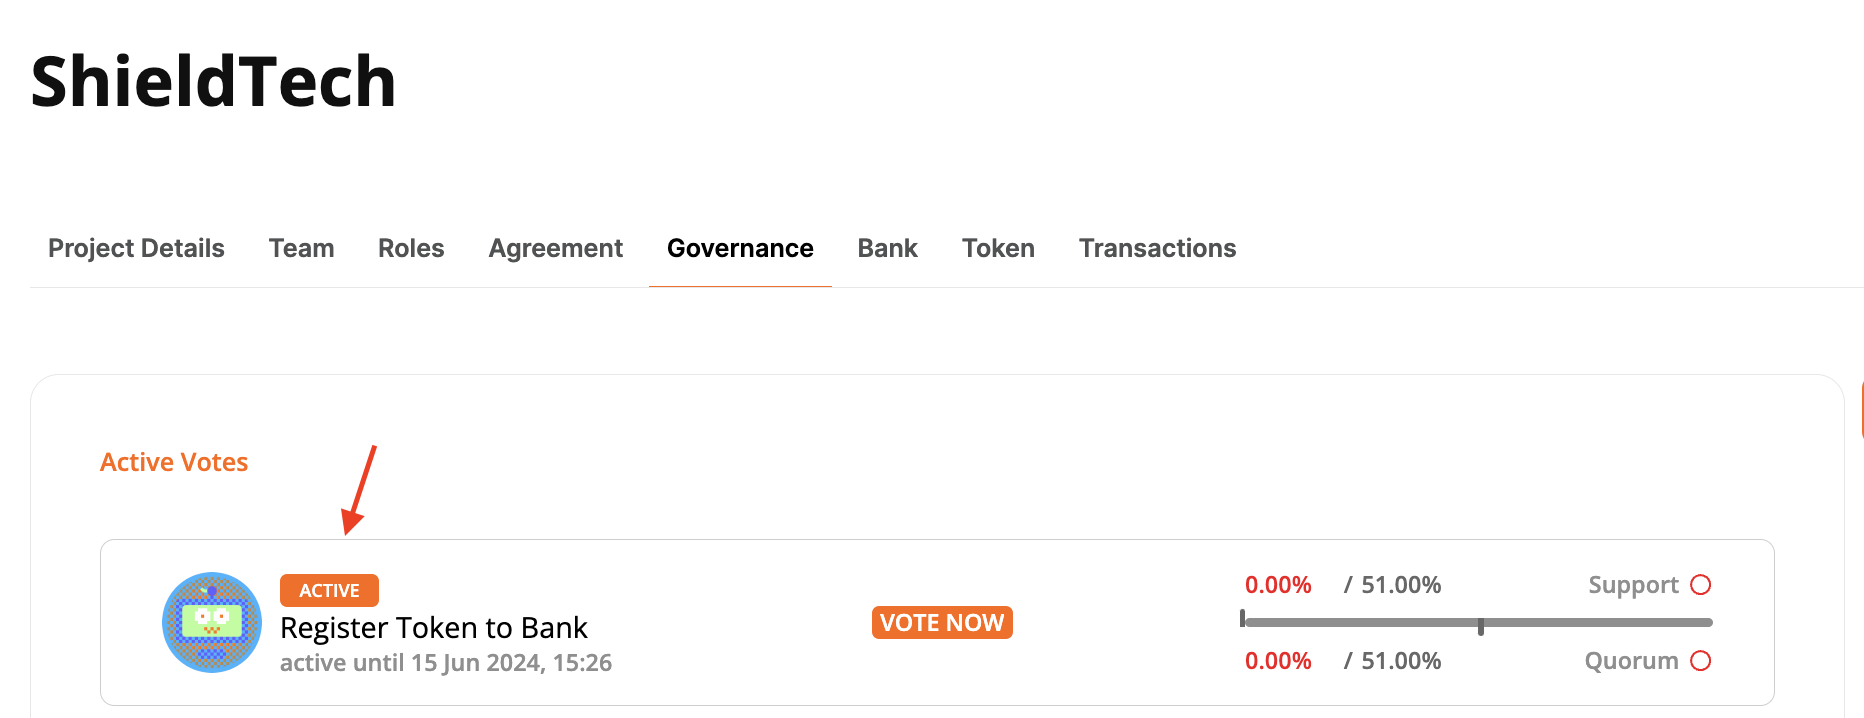 ShieldTech
Project Details Team Roles Agreement Governance Bank Token Transactions
Active Votes
ACTIVE
Register Token to Bank
active until 15 Jun 2024, 15:26
VOTE NOW
0.00% / 51.00% Support
0.00% / 51.00% Quorum